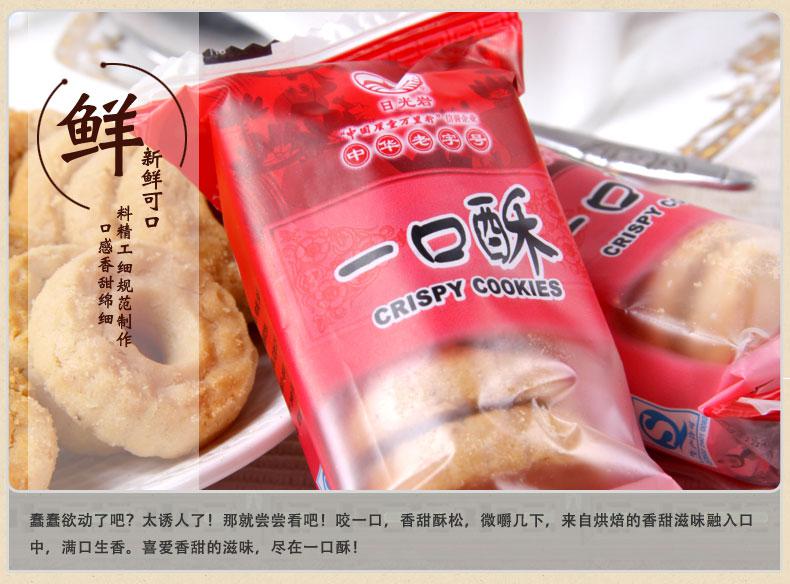 鲜
新鲜可口
料精工细规范制作
口感香甜绵细
日光岩
中华老字号
一口酥
CRISPY COOKIES
一口
CRISPY COOK
蠢蠢欲动了吧？太诱人了！那就尝尝看吧！咬一口，香甜酥松，微嚼几下，来自烘焙的香甜滋味融入口
中，满口生香。喜爱香甜的滋味，尽在一口酥！